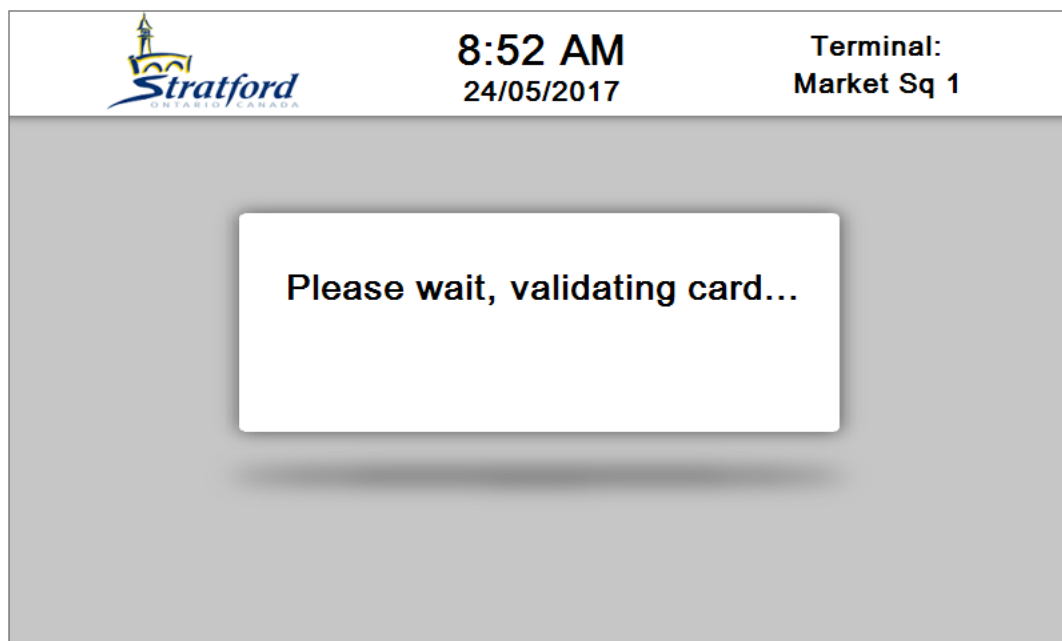 Stratford
ONTARIO CANADA
8:52 AM
24/05/2017
Terminal:
Market Sq 1
Please wait, validating card...